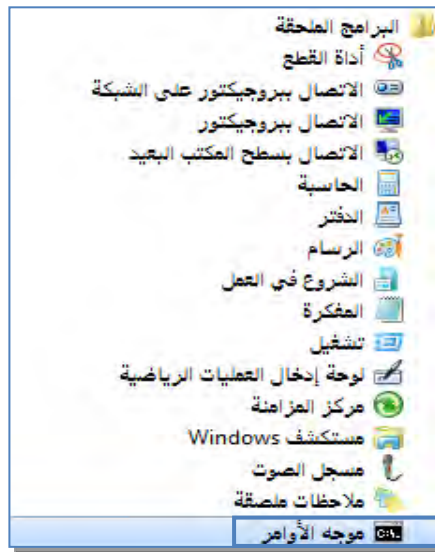 البرامج الملحقة
أداة القطع
الاتصال ببروجيكتور على الشبكة
الاتصال ببروجيكتور
الاتصال بسطح المكتب البعيد
الحاسبة
الدفتر
الرسام
الشروع في العمل
المفكرة
تشغيل
لوحة إدخال العمليات الرياضية
مركز المزامنة
مستكشف Windows
مسجل الصوت
ملاحظات ملصقة
موجه الأوامر